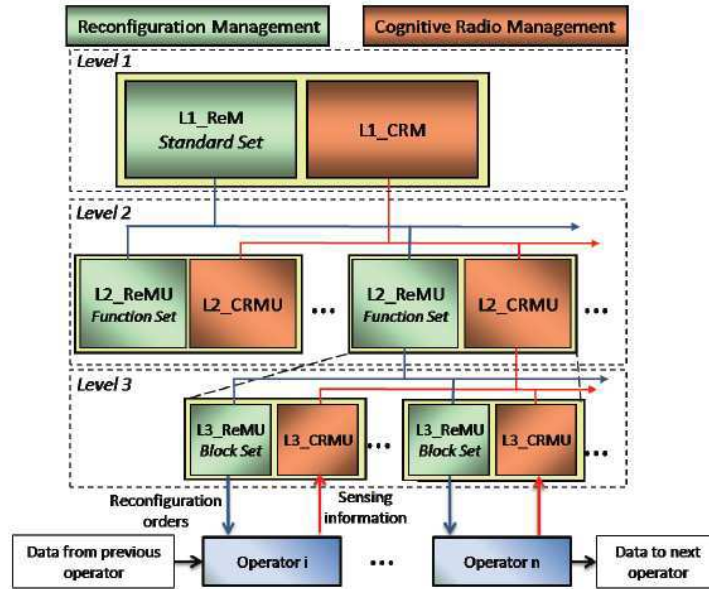 Reconfiguration Management
Cognitive Radio Management
Level 1
L1_ReM
Standard Set
L1_CRM
Level 2
L2_ReMU
Function Set
L2_CRMU
...
L2_ReMU
Function Set
L2_CRMU
...
Level 3
L3_ReMU
Block Set
L3_CRMU
...
L3_ReMU
Block Set
L3_CRMU
...
Reconfiguration
orders
Sensing
information
Data from previous
operator
Operator i
...
Operator n
Data to next
operator